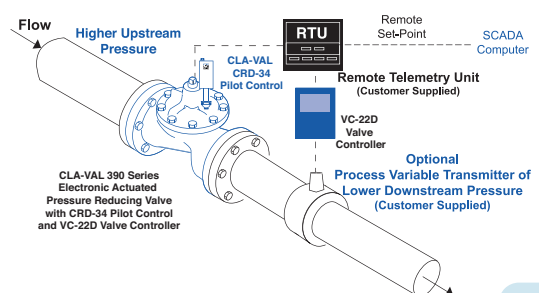 Flow
Higher Upstream
Pressure
CLA-VAL
CRD-34
Pilot Control
RTU
Remote
Set-Point
SCADA
Computer
Remote Telemetry Unit
(Customer Supplied)
VC-22D
Valve
Controller
CLA-VAL 390 Series
Electronic Actuated
Pressure Reducing Valve
with CRD-34 Pilot Control
and VC-22D Valve Controller
Optional
Process Variable Transmitter of
Lower Downstream Pressure
(Customer Supplied)